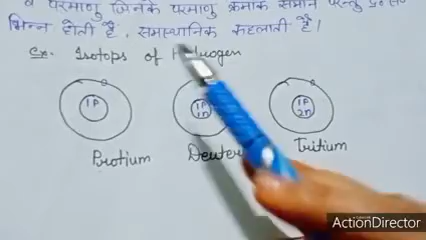 वे परमाणु जिनके परमाणु क्रमांक समान परन्तु
भिन्न होती है, समस्थानिक कहलाती है।
Ex. Isotops of Hydrogen
1P
1P
1n
1P
2n
Protium
Tritium
ActionDirector